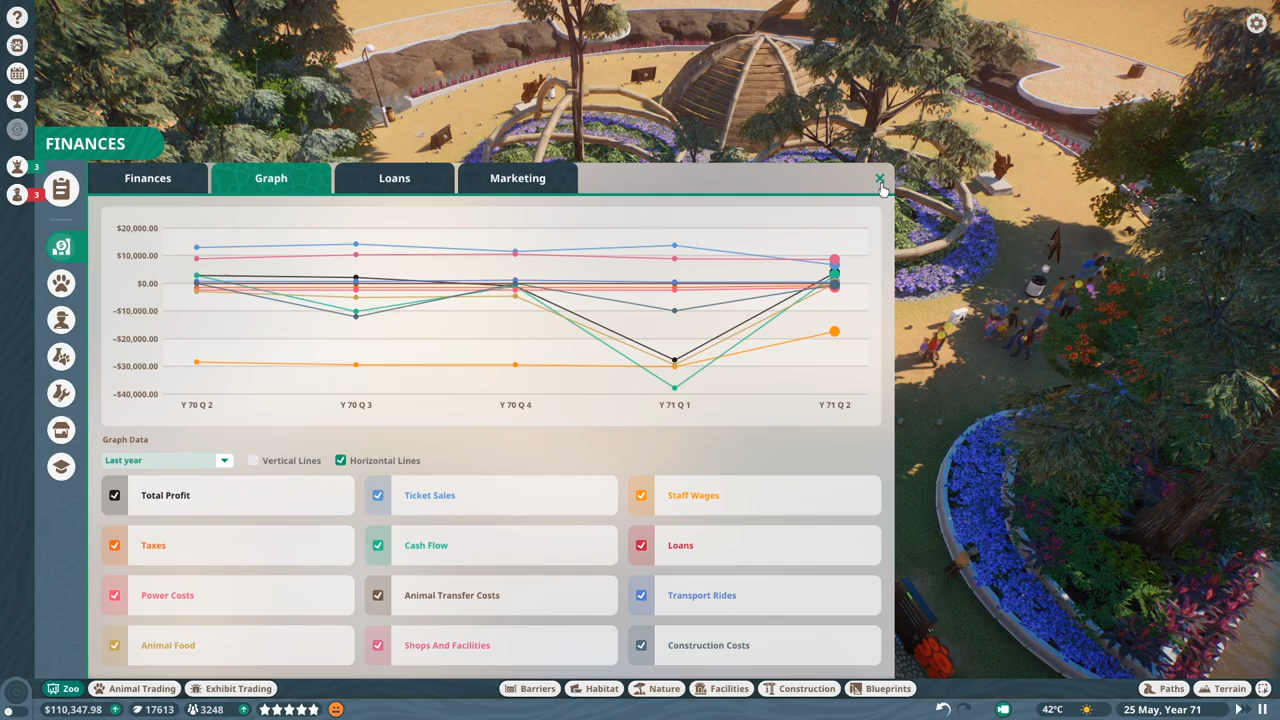 FINANCES
3
3
Finances
Graph
Loans
Marketing
$20,000.00
$10,000.00
$0.00
-$10,000.00
-$20,000.00
-$30,000.00
-$40,000.00
Y 70 Q 2
Y 70 Q 3
Y 70 Q 4
Y 71 Q 1
Y 71 Q 2
Graph Data
Last year
Vertical Lines
Horizontal Lines
Total Profit
Ticket Sales
Staff Wages
Taxes
Cash Flow
Loans
Power Costs
Animal Transfer Costs
Transport Rides
Animal Food
Shops And Facilities
Construction Costs
Zoo
Animal Trading
Exhibit Trading
Barriers
Habitat
Nature
Facilities
Construction
Blueprints
Paths
Terrain
$110,347.98
17613
3248
42°C
25 May, Year 71